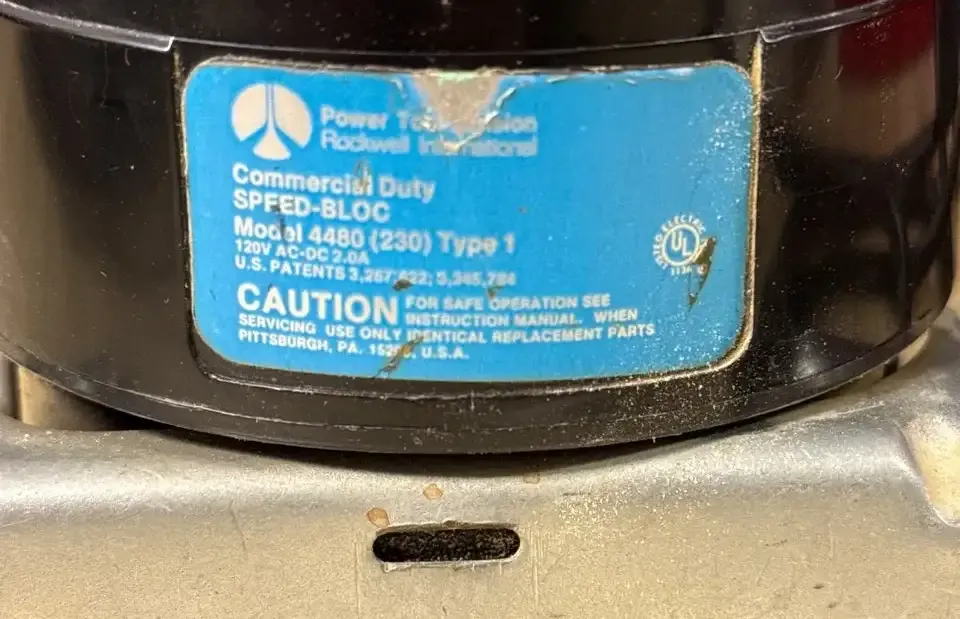 Power
Rockwell International
Commercial Duty
SPEED-BLOC
Model 4480 (230) Type 1
120V AC-DC 2.0A
U.S. PATENTS
CAUTION FOR SAFE OPERATION SEE
INSTRUCTION MANUAL. WHEN
SERVICING USE ONLY IDENTICAL REPLACEMENT PARTS
PITTSBURGH, PA. U.S.A.
UL